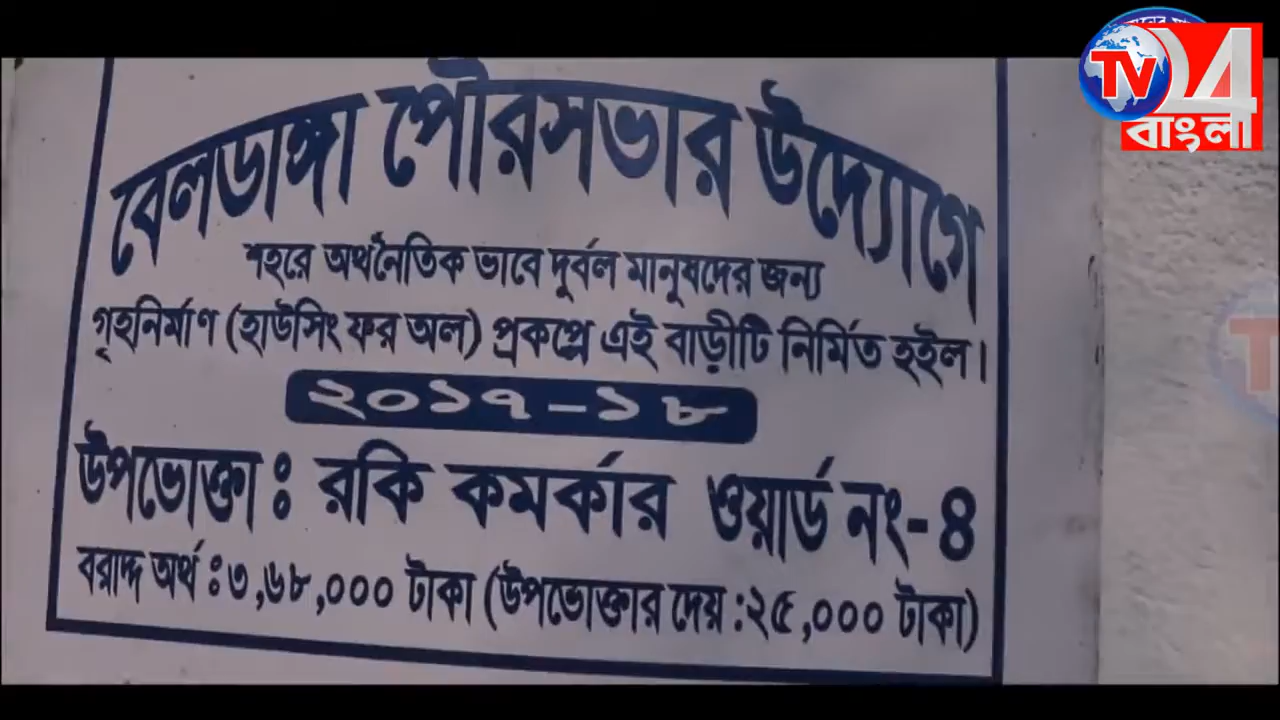 TV 24
বাংলা
বেলডাঙ্গা পৌরসভার উদ্যোগে
শহরে অর্থনৈতিক ভাবে দুর্বল মানুষদের জন্য
গৃহনির্মাণ (হাউসিং ফর অল) প্রকল্পে এই বাড়ীটি নির্মিত হইল।
২০১৭-১৮
উপভোক্তা ঃ রকি কমর্কার ওয়ার্ড নং-৪
বরাদ্দ অর্থ ঃ৩,৬৮,০০০ টাকা (উপভোক্তার দেয় :২৫,০০০ টাকা)